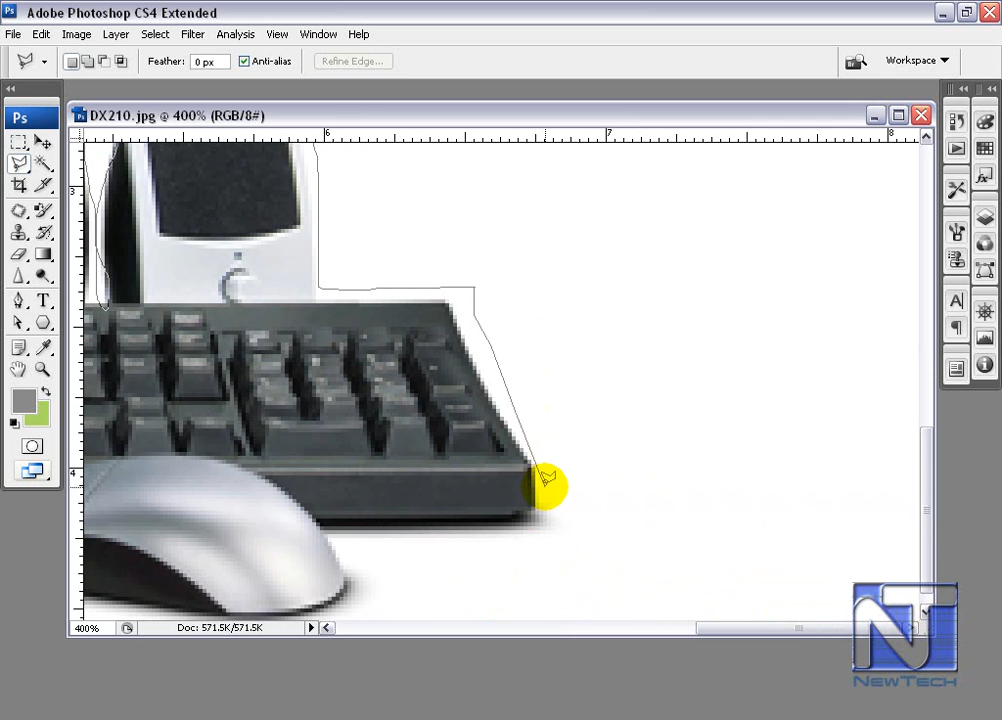 Adobe Photoshop CS4 Extended
File Edit Image Layer Select Filter Analysis View Window Help
Feather: 0 px Anti-alias Refine Edge... Workspace
Ps
DX210.jpg @ 400% (RGB/8#)
6 7 8
3
4
400% Doc: 571.5K/571.5K
NT
NEWTECH